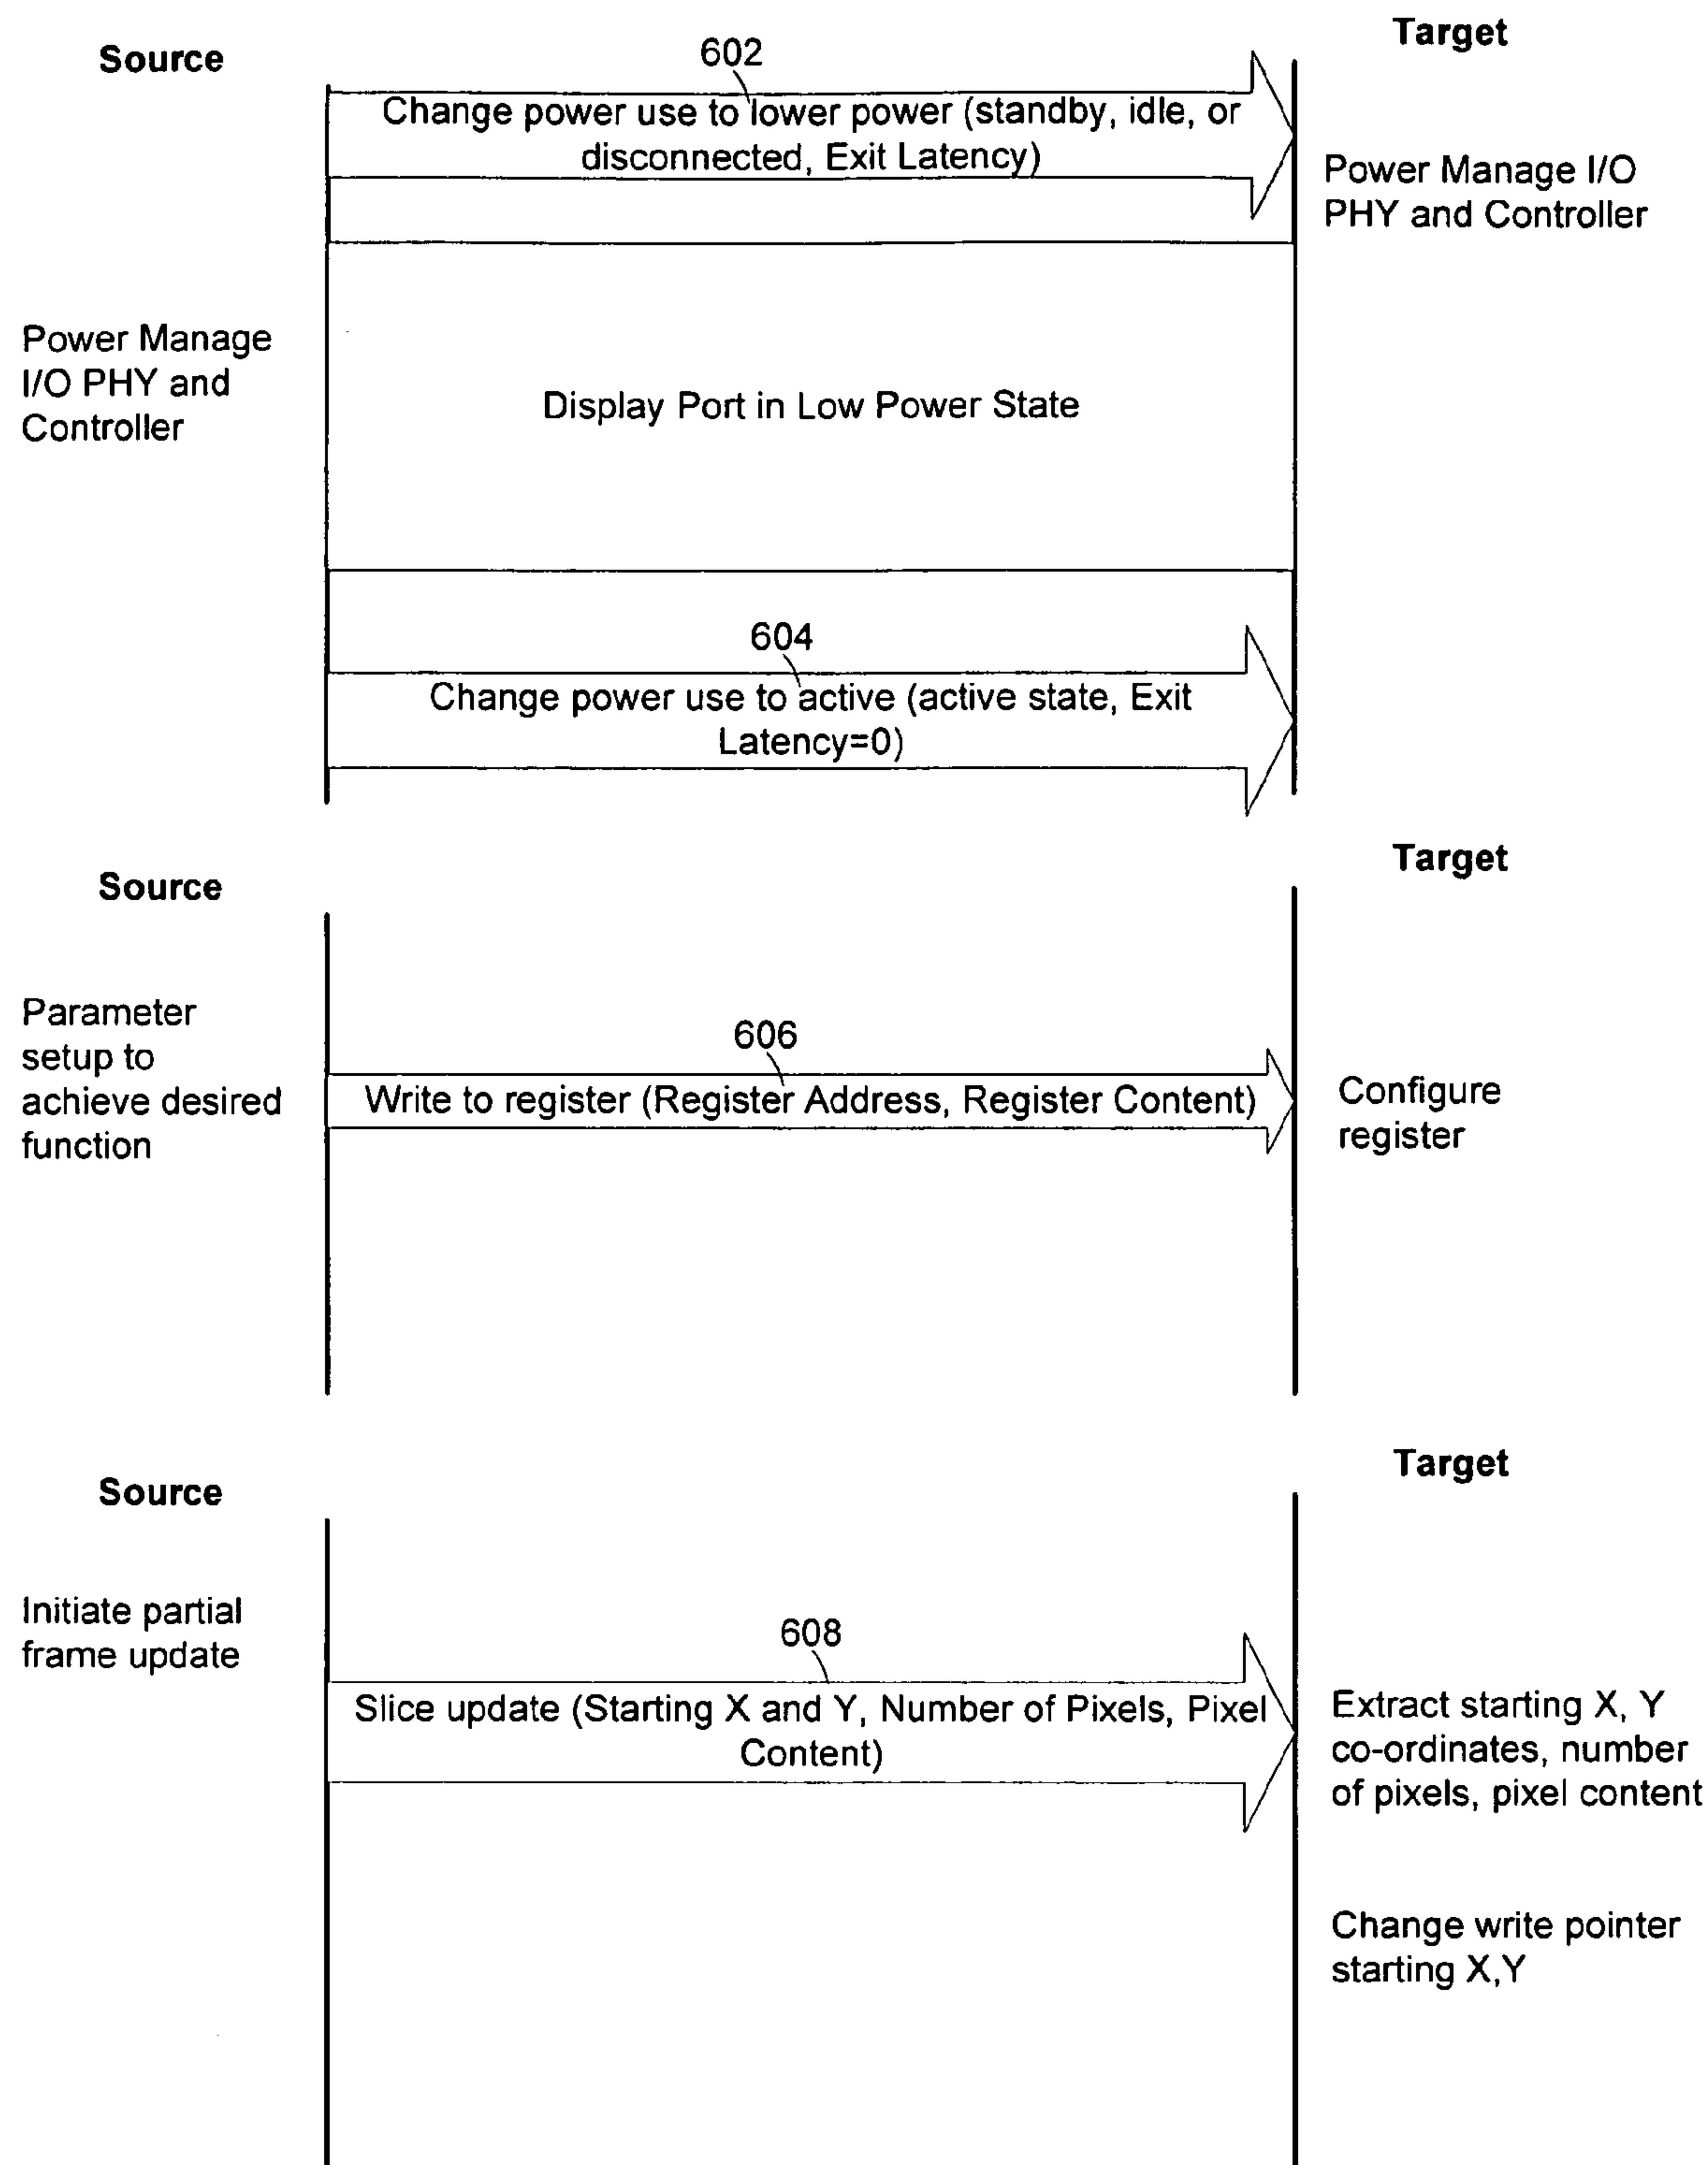 Source
602
Target
Change power use to lower power (standby, idle, or
disconnected, Exit Latency)
Power Manage I/O
PHY and Controller
Power Manage
I/O PHY and
Controller
Display Port in Low Power State
604
Change power use to active (active state, Exit
Latency=0)
Source
Target
Parameter
setup to
achieve desired
function
606
Write to register (Register Address, Register Content)
Configure
register
Source
Target
Initiate partial
frame update
608
Slice update (Starting X and Y, Number of Pixels, Pixel
Content)
Extract starting X, Y
co-ordinates, number
of pixels, pixel content
Change write pointer
starting X,Y